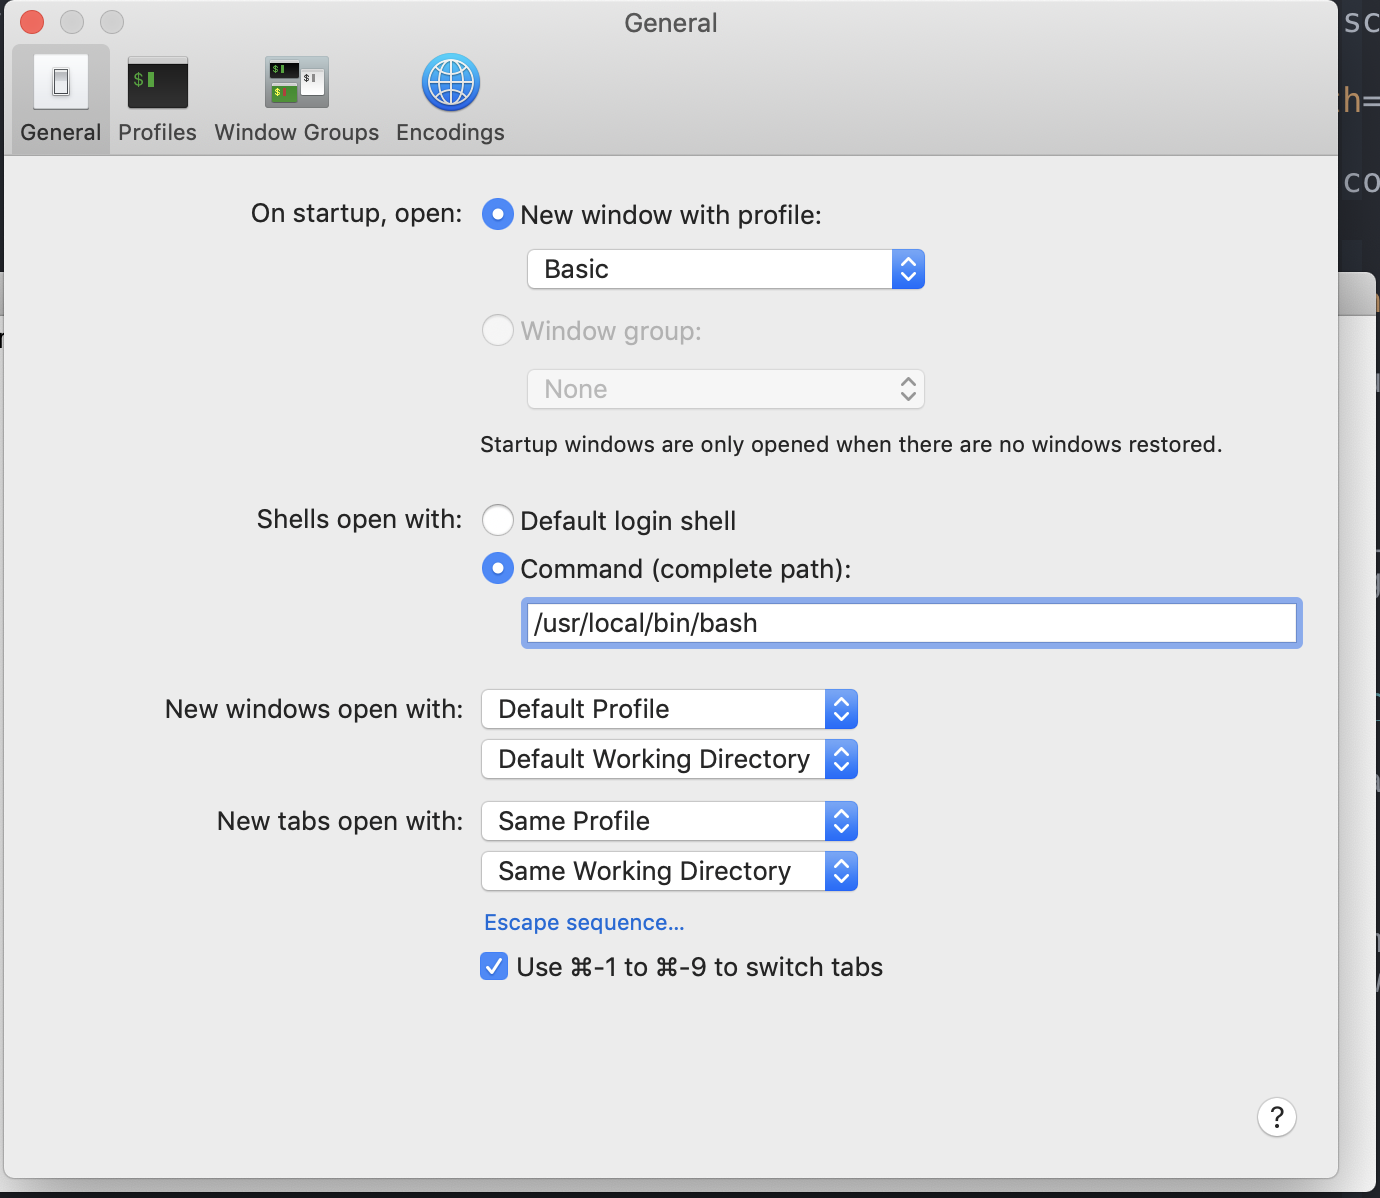 General
General Profiles Window Groups Encodings
On startup, open: New window with profile:
Basic
Window group:
None
Startup windows are only opened when there are no windows restored.
Shells open with: Default login shell
Command (complete path):
/usr/local/bin/bash
New windows open with: Default Profile
Default Working Directory
New tabs open with: Same Profile
Same Working Directory
Escape sequence...
Use ⌘-1 to ⌘-9 to switch tabs
?